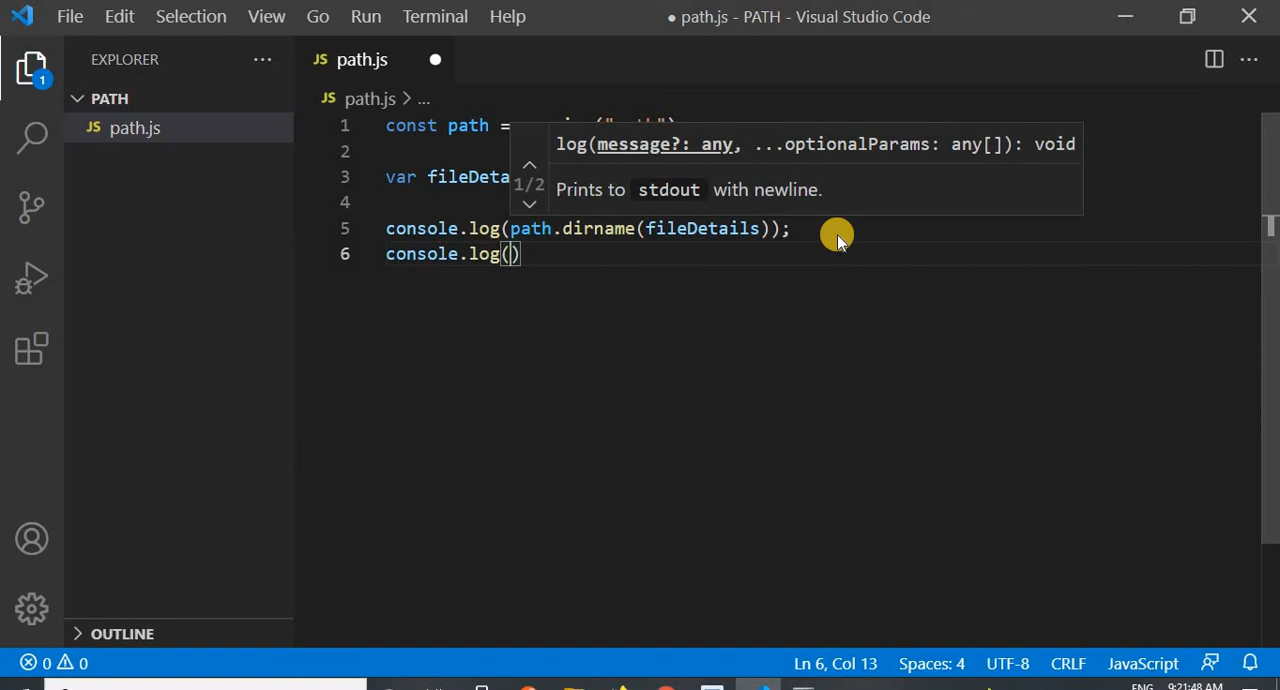 File Edit Selection View Go Run Terminal Help
● path.js - PATH - Visual Studio Code
EXPLORER ···
JS path.js ●
PATH
JS path.js > ...
JS path.js
1 const path =
log(message?: any, ...optionalParams: any[]): void
2
3 var fileDeta
1/2 Prints to stdout with newline.
4
5 console.log(path.dirname(fileDetails));
6 console.log()
1
OUTLINE
0 0
Ln 6, Col 13 Spaces: 4 UTF-8 CRLF JavaScript
ENG 9:21:48 AM